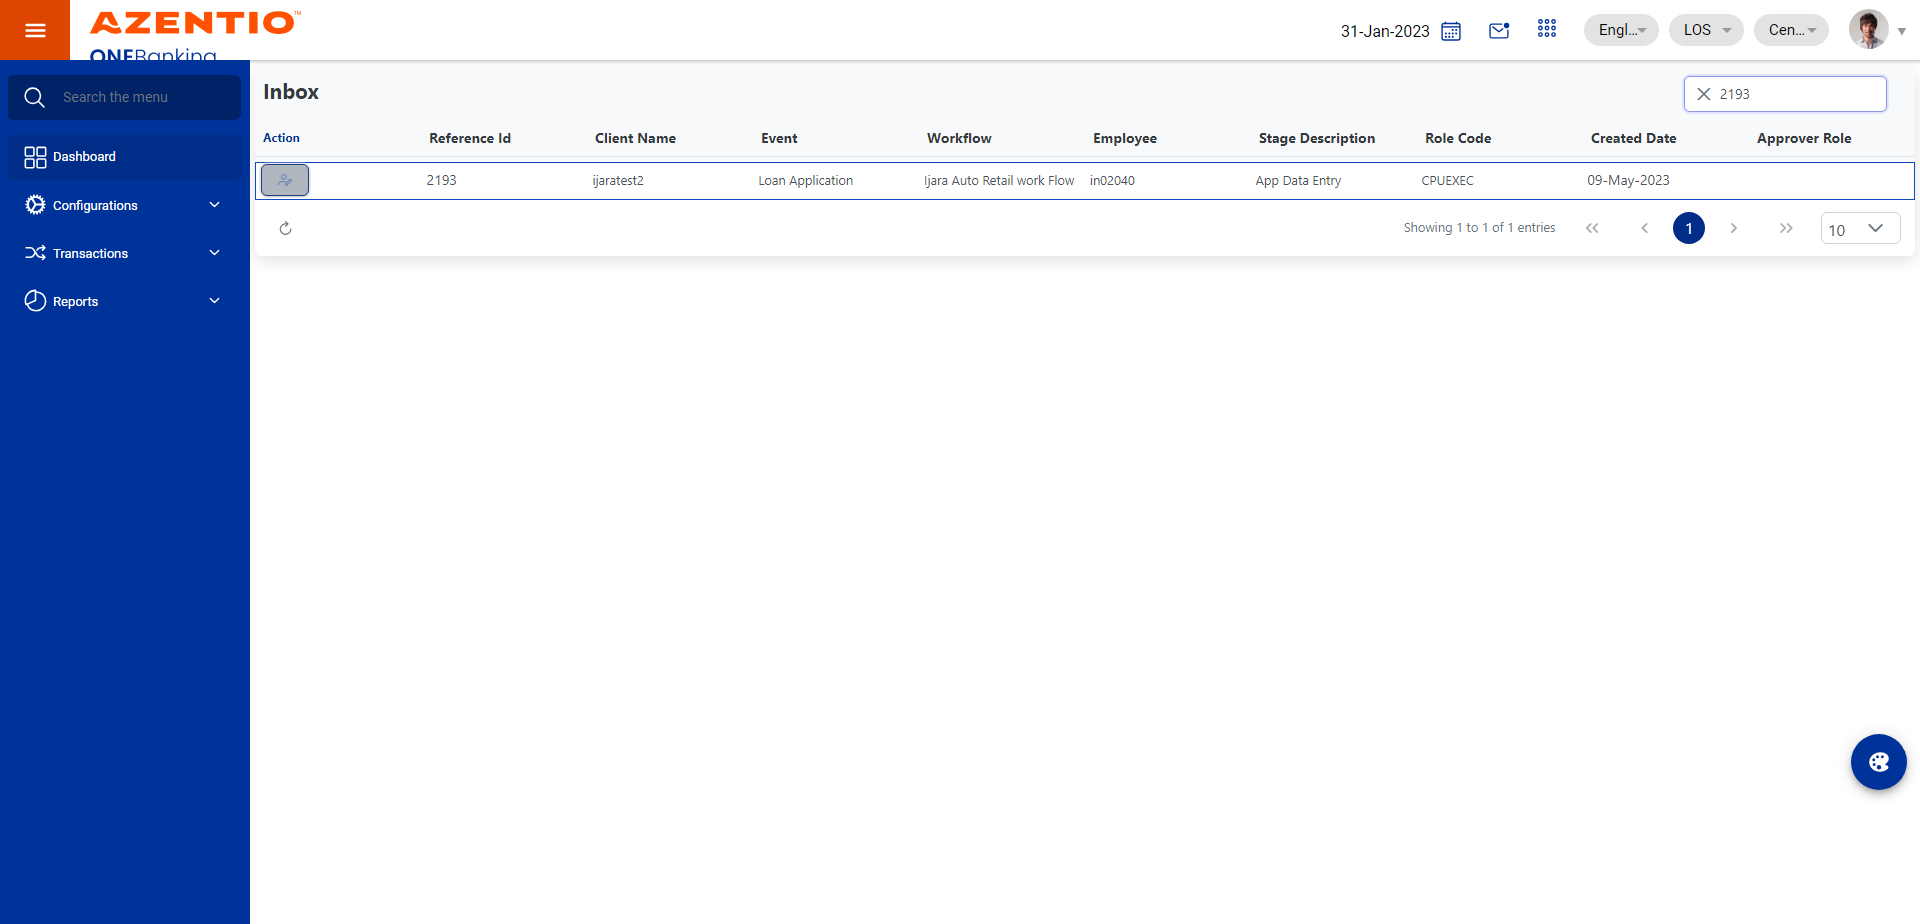 AZENTIO™
ONEBanking
31-Jan-2023
Engl...
LOS
Cen...
Search the menu
Dashboard
Configurations
Transactions
Reports
Inbox
2193
Action Reference Id Client Name Event Workflow Employee Stage Description Role Code Created Date Approver Role
2193 ijaratest2 Loan Application Ijara Auto Retail work Flow in02040 App Data Entry CPUEXEC 09-May-2023
Showing 1 to 1 of 1 entries 1 10